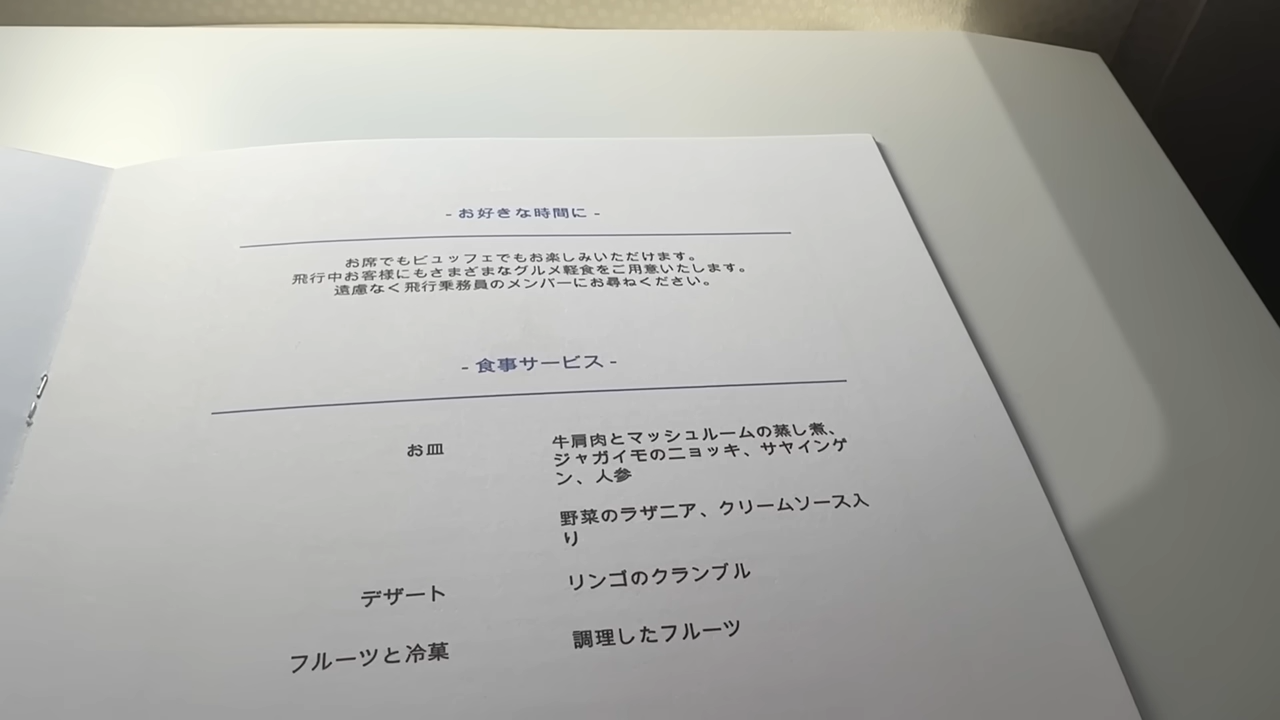 - お好きな時間に -
お席でもビュッフェでもお楽しみいただけます。
飛行中お客様にもさまざまなグルメ軽食をご用意いたします。
遠慮なく飛行乗務員のメンバーにお尋ねください。
- 食事サービス -
お皿
牛肩肉とマッシュルームの蒸し煮、
ジャガイモのニョッキ、サヤインゲ
ン、人参
野菜のラザニア、クリームソース入
り
デザート
リンゴのクランブル
フルーツと冷菓
調理したフルーツ